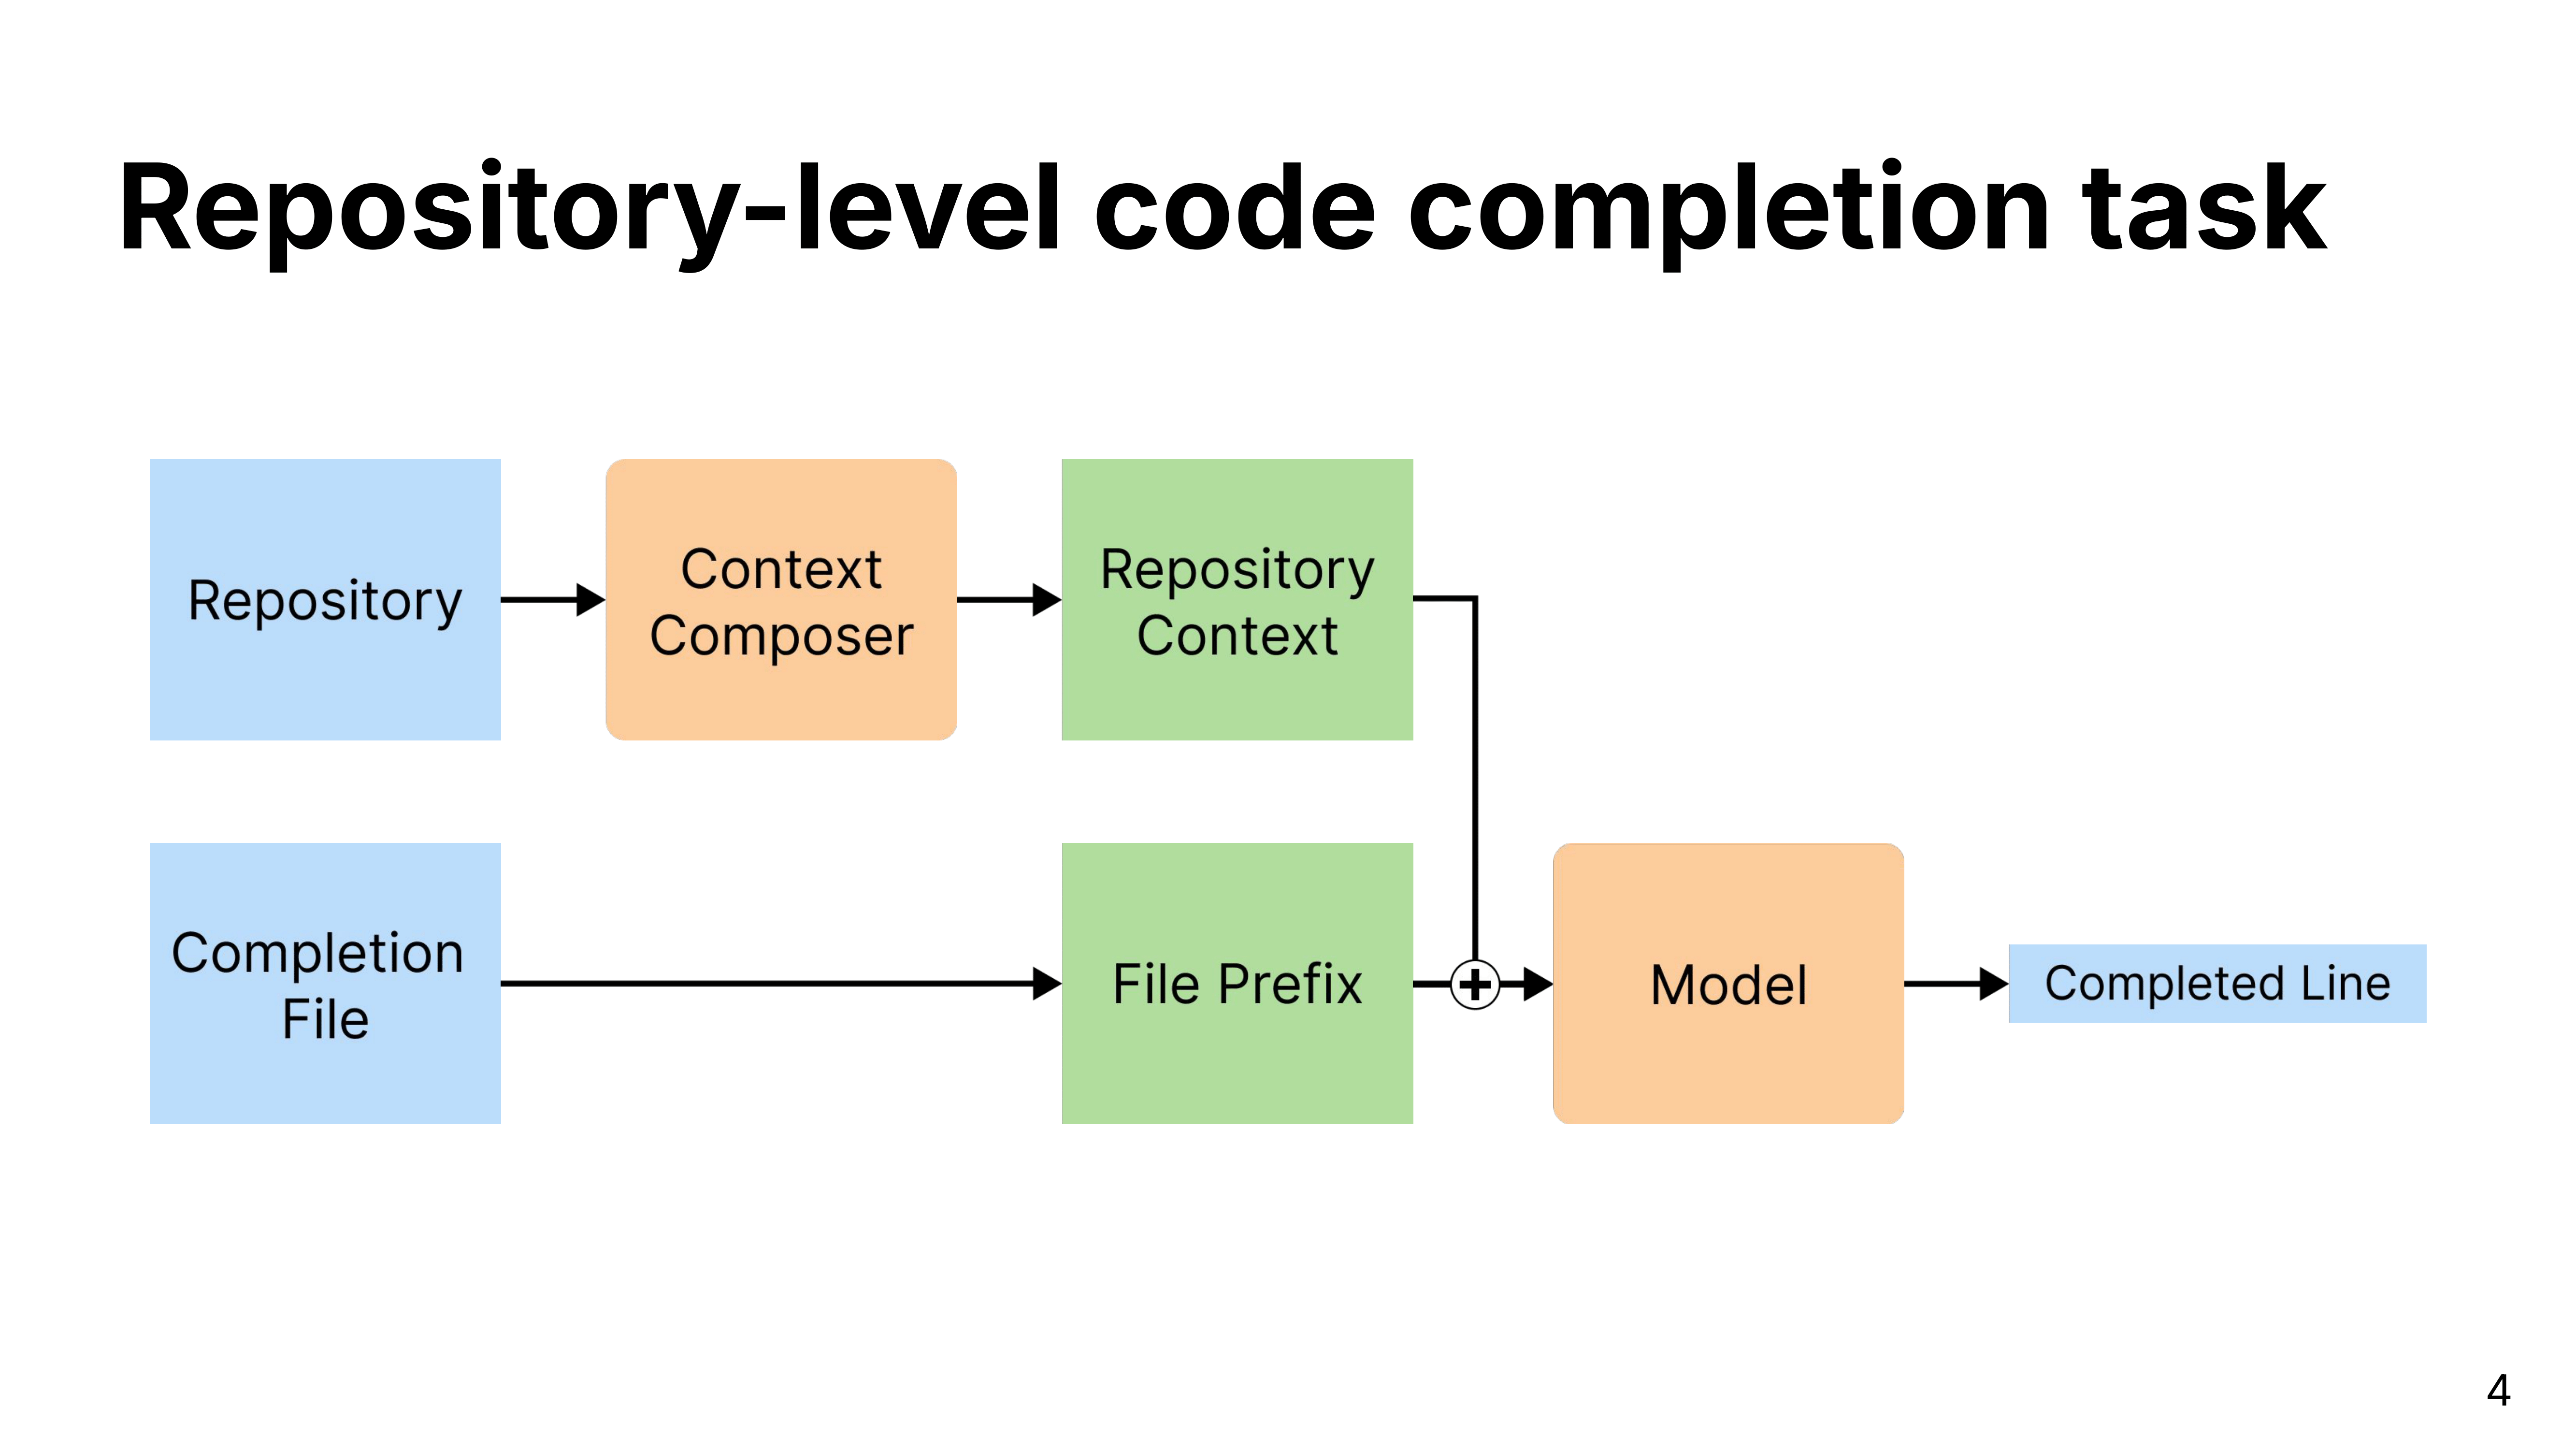 Repository-level code completion task
Repository
Context
Composer
Repository
Context
Completion
File
File Prefix
Model
Completed Line
4